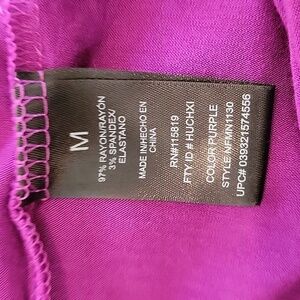 M
97% RAYON/RAYÓN
3% SPANDEX/
ELASTANO
MADE IN/HECHO EN
CHINA
RN#115819
FTY ID # HUCHXI
COLOR PURPLE
STYLE NFMN1130
UPC# 039321574556